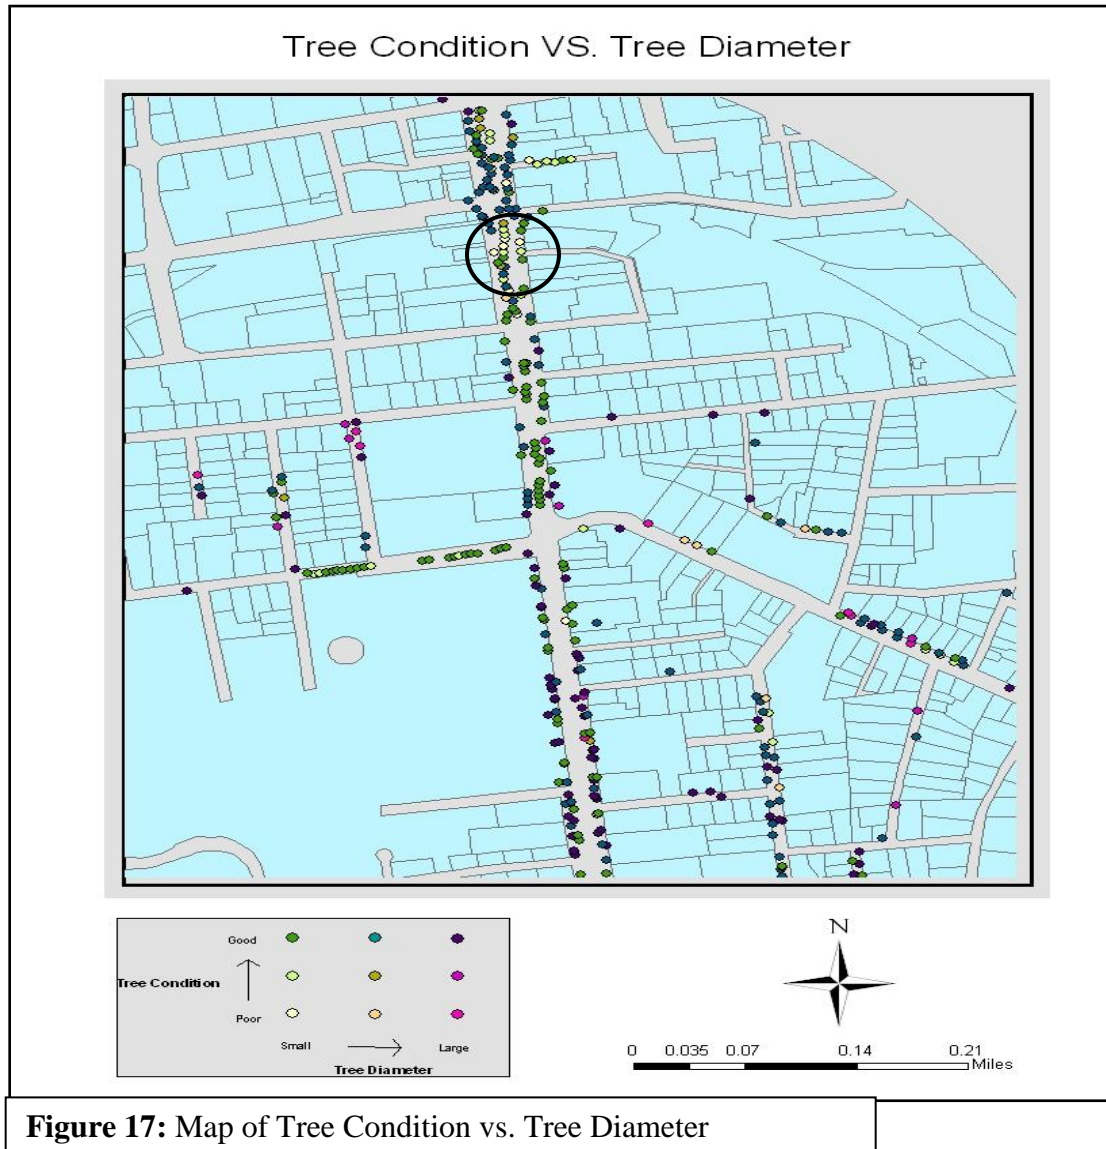 Tree Condition VS. Tree Diameter
Good
Tree Condition
Poor
Small
Large
Tree Diameter
N
0 0.035 0.07 0.14 0.21
Miles
Figure 17: Map of Tree Condition vs. Tree Diameter